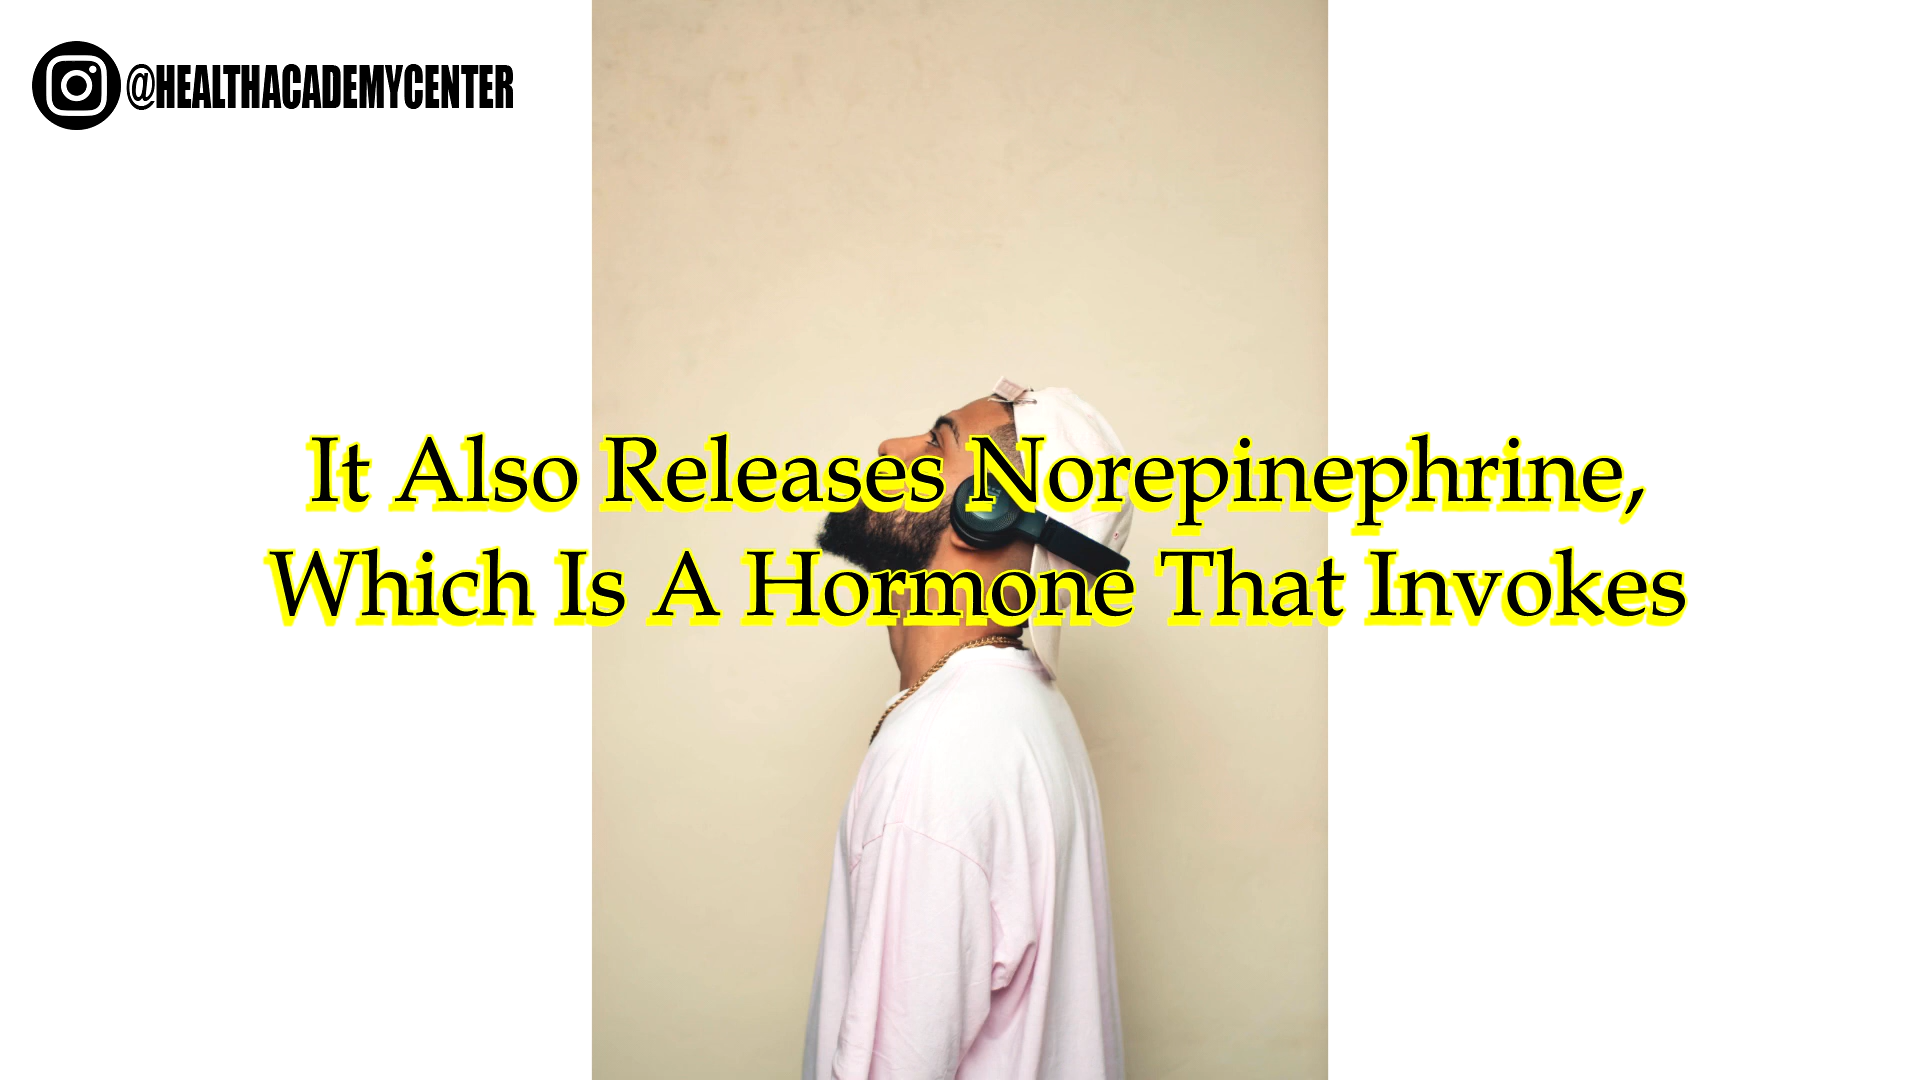 @HEALTHACADEMYCENTER
It Also Releases Norepinephrine,
Which Is A Hormone That Invokes